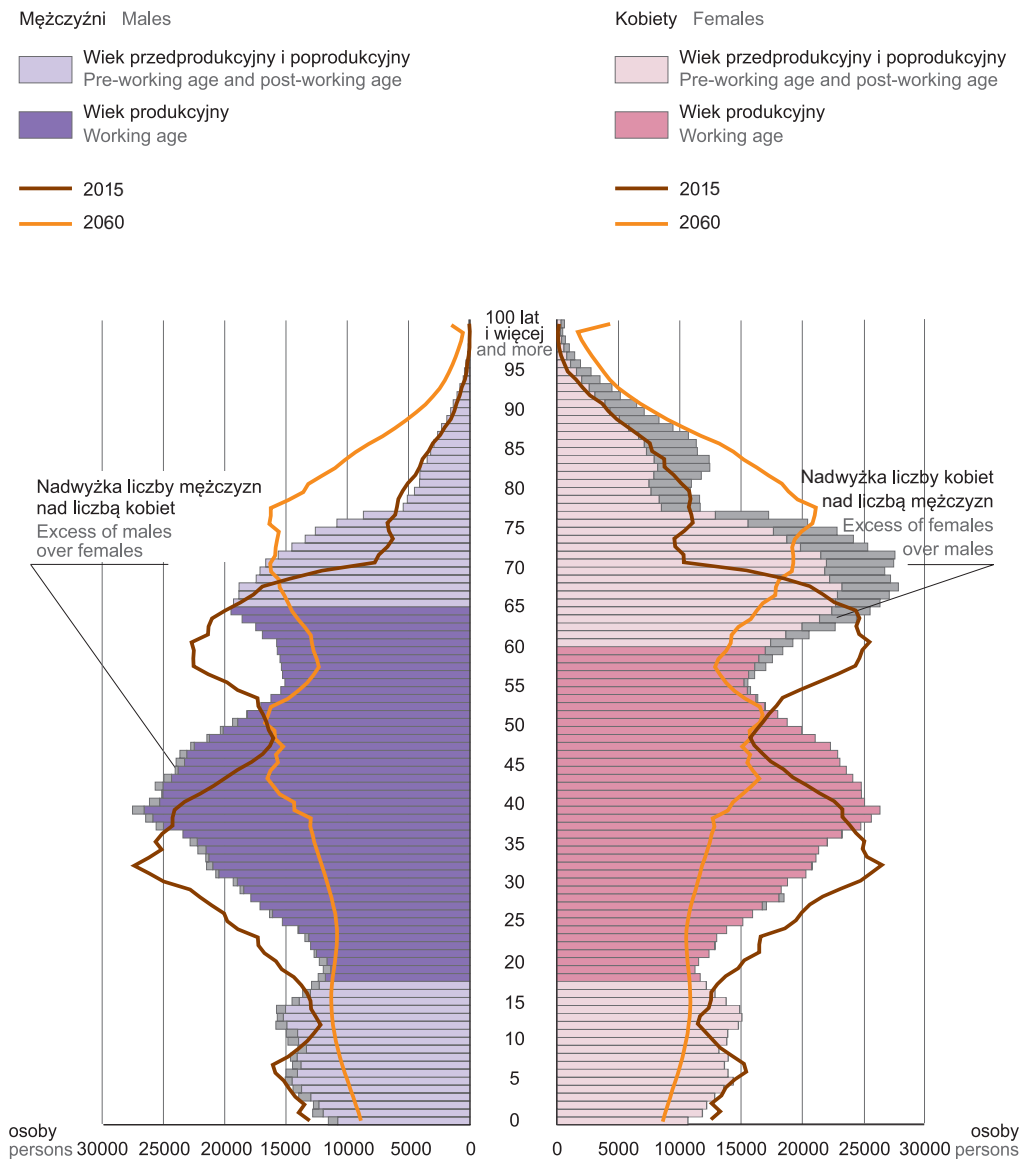 Mężczyźni Males
Wiek przedprodukcyjny i poprodukcyjny
Pre-working age and post-working age
Wiek produkcyjny
Working age
2015
2060
Kobiety Females
Wiek przedprodukcyjny i poprodukcyjny
Pre-working age and post-working age
Wiek produkcyjny
Working age
2015
2060
100 lat
i więcej
and more
95
90
85
80
75
70
65
60
55
50
45
40
35
30
25
20
15
10
5
0
Nadwyżka liczby mężczyzn
nad liczbą kobiet
Excess of males
over females
Nadwyżka liczby kobiet
nad liczbą mężczyzn
Excess of females
over males
osoby
persons 30000 25000 20000 15000 10000 5000 0
0 5000 10000 15000 20000 25000 30000
osoby
persons